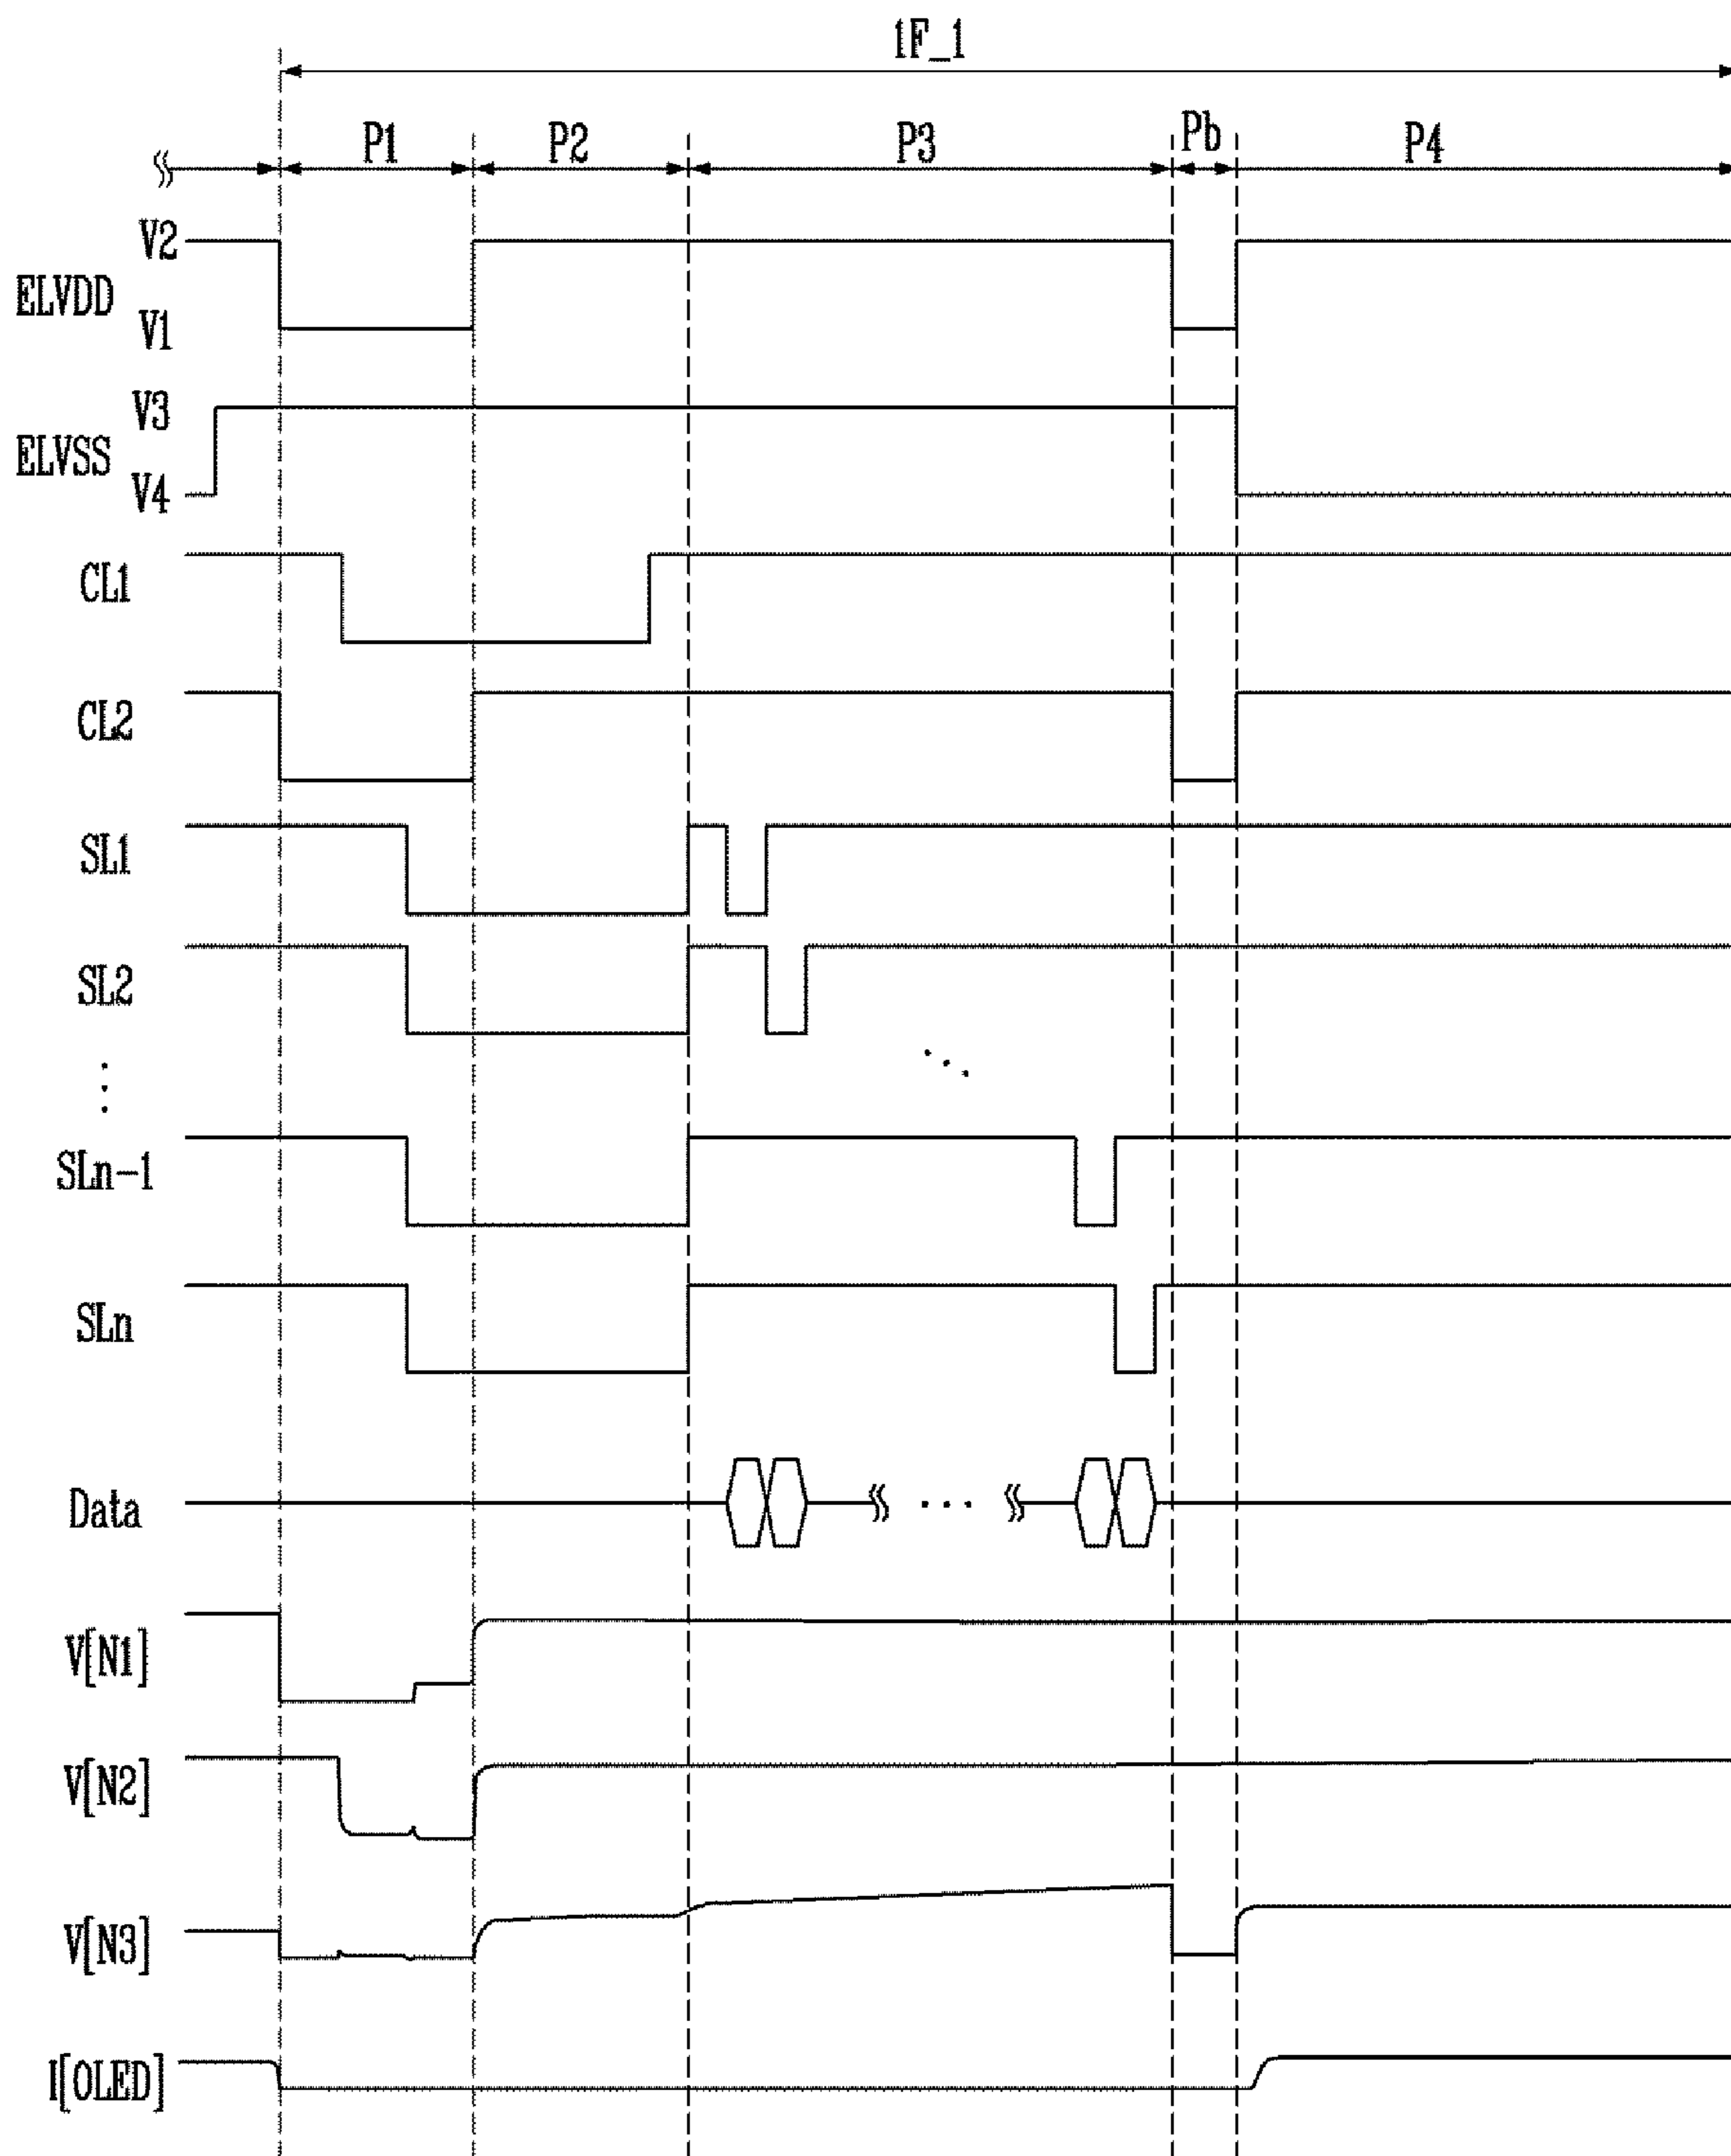 1F_1
P1 P2 P3 Pb P4
V2
ELVDD
V1
V3
ELVSS
V4
CL1
CL2
SL1
SL2
⋮
⋱
SLn-1
SLn
Data
...
V[N1]
V[N2]
V[N3]
I[OLED]